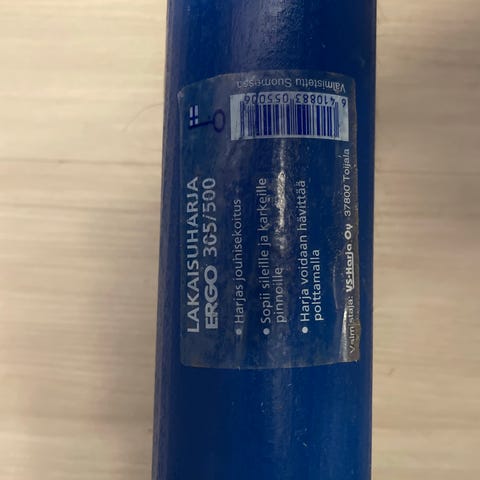 LAKAISUHARJA
ERGO 365/500
• Harjas jouhisekoitus
• Sopii sileille ja karkeille
pinnoille
• Harja voidaan hävittää
polttamalla
Valmistaja: VS-Harja Oy 37800 Toijala
6 410883 055006
Valmistettu Suomessa